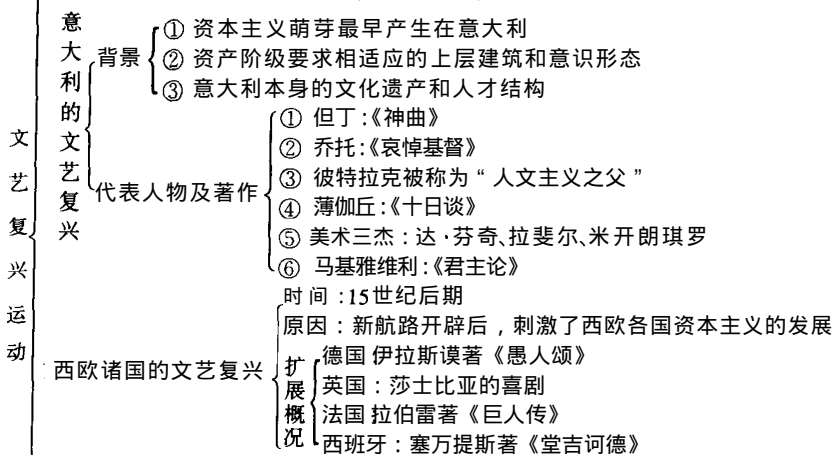 文艺复兴运动
意大利的文艺复兴
背景
① 资本主义萌芽最早产生在意大利
② 资产阶级要求相适应的上层建筑和意识形态
③ 意大利本身的文化遗产和人才结构
代表人物及著作
① 但丁:《神曲》
② 乔托:《哀悼基督》
③ 彼特拉克被称为“人文主义之父”
④ 薄伽丘:《十日谈》
⑤ 美术三杰：达·芬奇、拉斐尔、米开朗琪罗
⑥ 马基雅维利:《君主论》
西欧诸国的文艺复兴
时间:15世纪后期
原因：新航路开辟后，刺激了西欧各国资本主义的发展
扩展概况
德国 伊拉斯谟著《愚人颂》
英国：莎士比亚的喜剧
法国 拉伯雷著《巨人传》
西班牙：塞万提斯著《堂吉诃德》